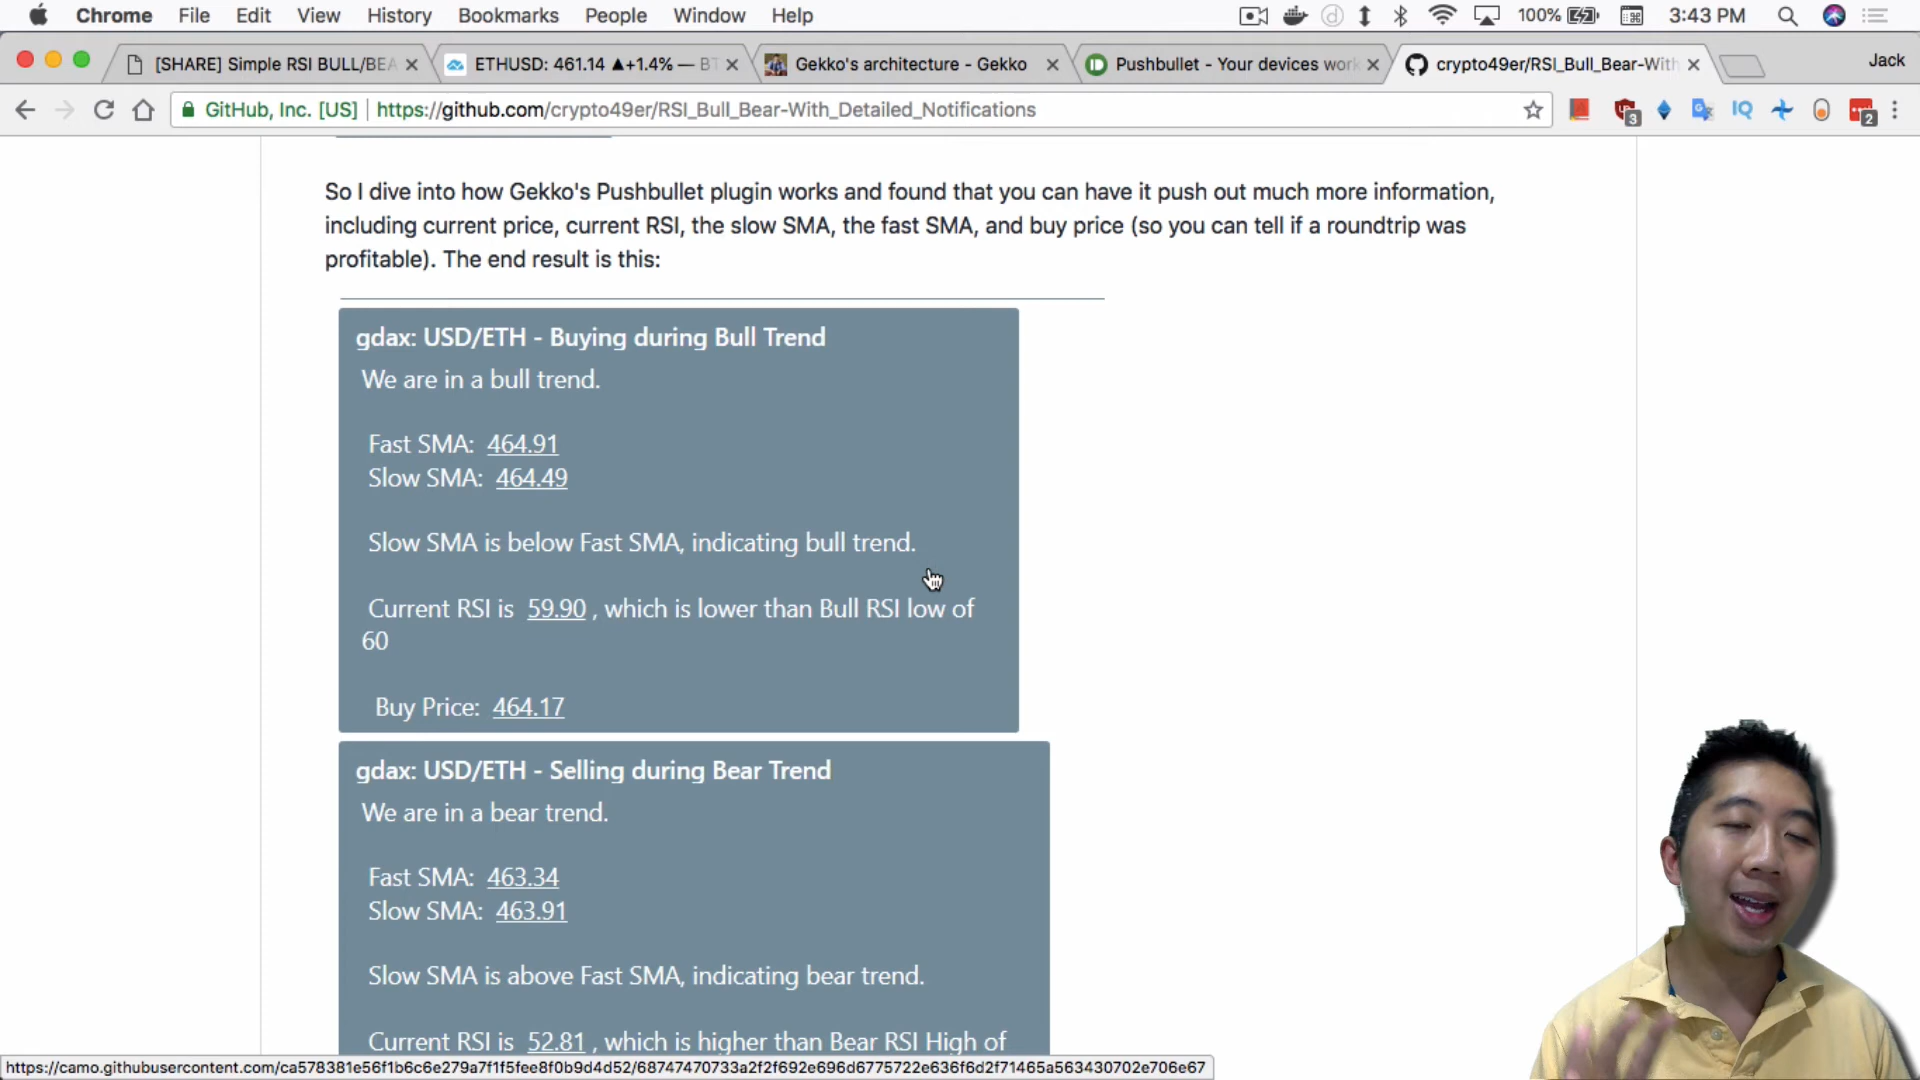 Chrome File Edit View History Bookmarks People Window Help 100% 3:43 PM
[SHARE] Simple RSI BULL/BEA
ETHUSD: 461.14 ▲+1.4% — BT
Gekko's architecture - Gekko
Pushbullet - Your devices work
crypto49er/RSI_Bull_Bear-With
Jack
GitHub, Inc. [US] | https://github.com/crypto49er/RSI_Bull_Bear-With_Detailed_Notifications
3
IQ
2
So I dive into how Gekko's Pushbullet plugin works and found that you can have it push out much more information,
including current price, current RSI, the slow SMA, the fast SMA, and buy price (so you can tell if a roundtrip was
profitable). The end result is this:
gdax: USD/ETH - Buying during Bull Trend
We are in a bull trend.
Fast SMA: 464.91
Slow SMA: 464.49
Slow SMA is below Fast SMA, indicating bull trend.
Current RSI is 59.90 , which is lower than Bull RSI low of
60
Buy Price: 464.17
gdax: USD/ETH - Selling during Bear Trend
We are in a bear trend.
Fast SMA: 463.34
Slow SMA: 463.91
Slow SMA is above Fast SMA, indicating bear trend.
Current RSI is 52.81 , which is higher than Bear RSI High of
https://camo.githubusercontent.com/ca578381e56f1b6c6e279a7f1f5fee8f0b9d4d52/68747470733a2f2f692e696d6775722e636f6d2f71465a563430702e706e67